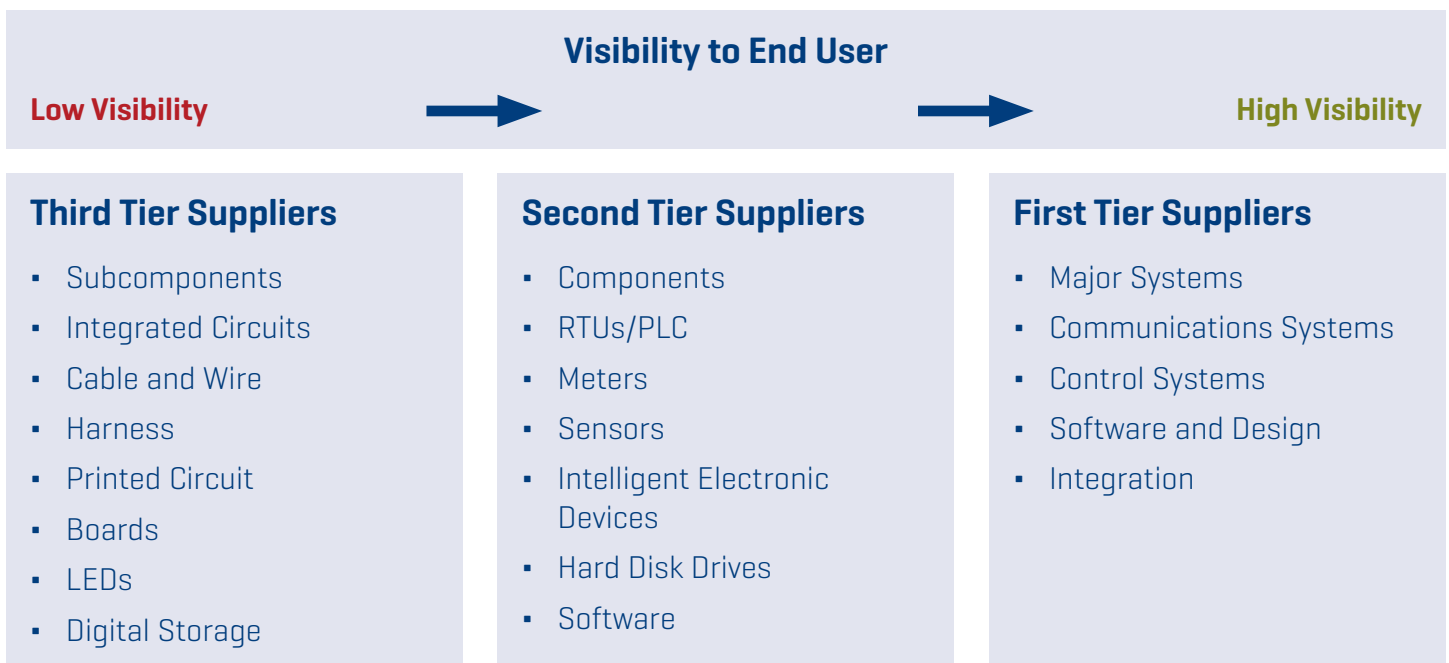 Visibility to End User
Low Visibility
High Visibility
Third Tier Suppliers
▪ Subcomponents
▪ Integrated Circuits
▪ Cable and Wire
▪ Harness
▪ Printed Circuit
▪ Boards
▪ LEDs
▪ Digital Storage
Second Tier Suppliers
▪ Components
▪ RTUs/PLC
▪ Meters
▪ Sensors
▪ Intelligent Electronic
Devices
▪ Hard Disk Drives
▪ Software
First Tier Suppliers
▪ Major Systems
▪ Communications Systems
▪ Control Systems
▪ Software and Design
▪ Integration